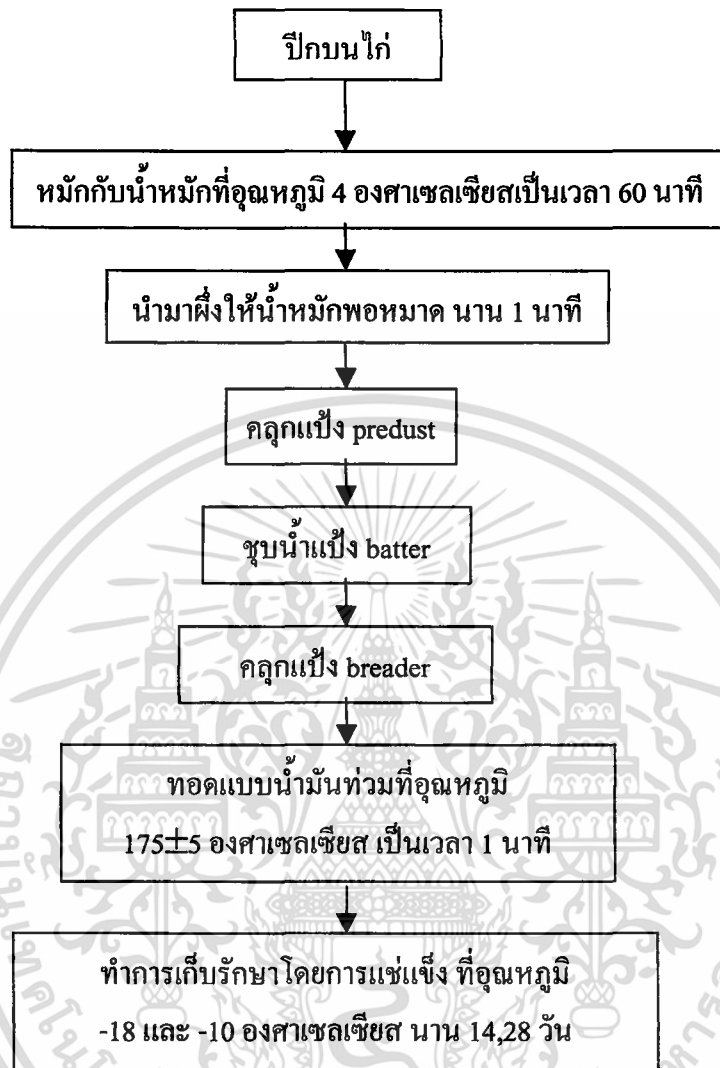 ปีกบนไก่
หมักกับน้ำหมักที่อุณหภูมิ 4 องศาเซลเซียสเป็นเวลา 60 นาที
นำมาผึ่งให้น้ำหมักพอหมาด นาน 1 นาที
คลุกแป้ง predust
ชุบน้ำแป้ง batter
คลุกแป้ง breader
ทอดแบบน้ำมันท่วมที่อุณหภูมิ
175±5 องศาเซลเซียส เป็นเวลา 1 นาที
ทำการเก็บรักษาโดยการแช่แข็ง ที่อุณหภูมิ
-18 และ -10 องศาเซลเซียส นาน 14,28 วัน